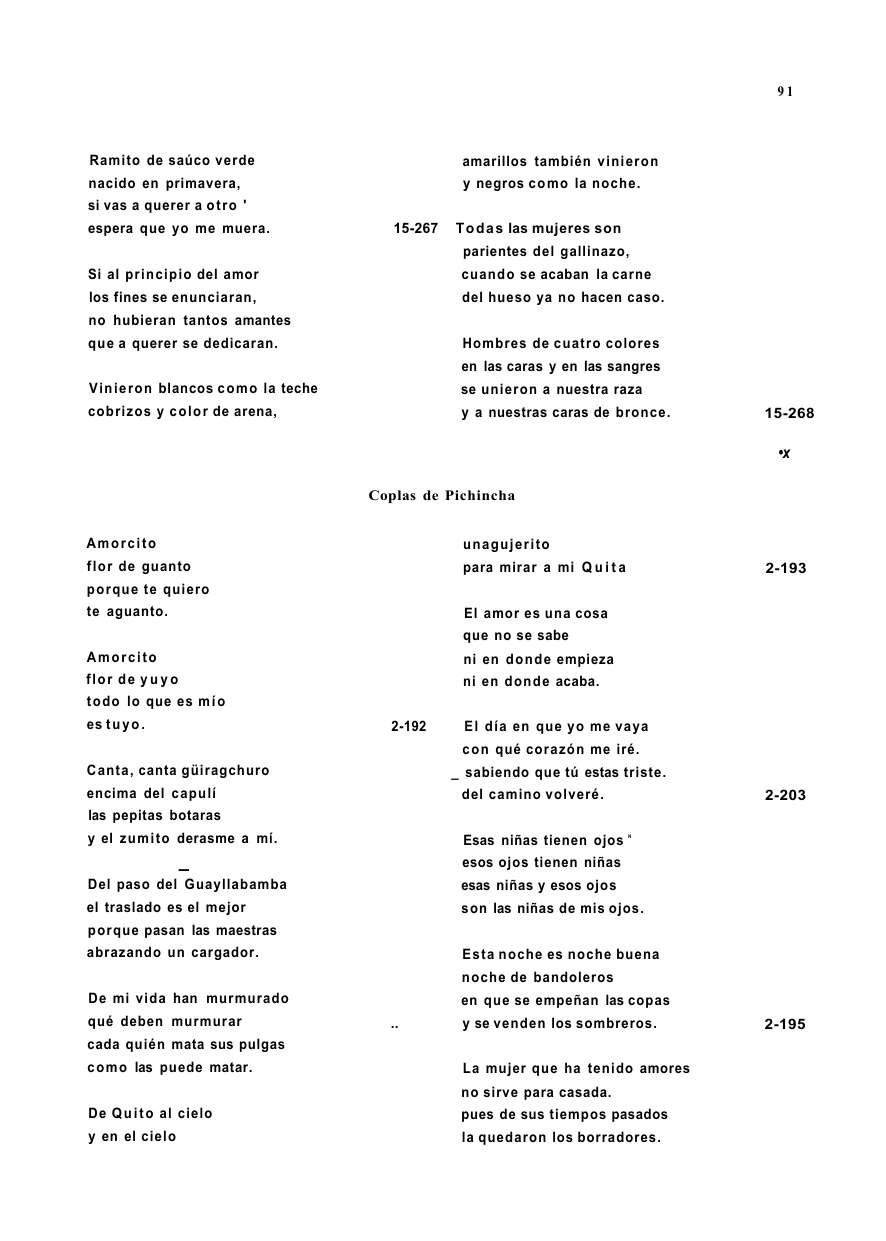 91
Ramito de saúco verde
nacido en primavera,
si vas a querer a otro '
espera que yo me muera.
Si al principio del amor
los fines se enunciaran,
no hubieran tantos amantes
que a querer se dedicaran.
Vinieron blancos como la teche
cobrizos y color de arena,
amarillos también vinieron
y negros como la noche.
15-267 Todas las mujeres son
parientes del gallinazo,
cuando se acaban la carne
del hueso ya no hacen caso.
Hombres de cuatro colores
en las caras y en las sangres
se unieron a nuestra raza
y a nuestras caras de bronce. 15-268
•x
Coplas de Pichincha
Amorcito
flor de guanto
porque te quiero
te aguanto.
Amorcito
flor de yuyo
todo lo que es mío
es tuyo. 2-192
Canta, canta güiragchuro
encima del capulí
las pepitas botaras
y el zumito derasme a mí.
Del paso del Guayllabamba
el traslado es el mejor
porque pasan las maestras
abrazando un cargador.
De mi vida han murmurado
qué deben murmurar ..
cada quién mata sus pulgas
como las puede matar.
De Quito al cielo
y en el cielo
unagujerito
para mirar a mi Quita 2-193
El amor es una cosa
que no se sabe
ni en donde empieza
ni en donde acaba.
El día en que yo me vaya
con qué corazón me iré.
_ sabiendo que tú estas triste.
del camino volveré. 2-203
Esas niñas tienen ojos "
esos ojos tienen niñas
esas niñas y esos ojos
son las niñas de mis ojos.
Esta noche es noche buena
noche de bandoleros
en que se empeñan las copas
y se venden los sombreros. 2-195
La mujer que ha tenido amores
no sirve para casada.
pues de sus tiempos pasados
la quedaron los borradores.